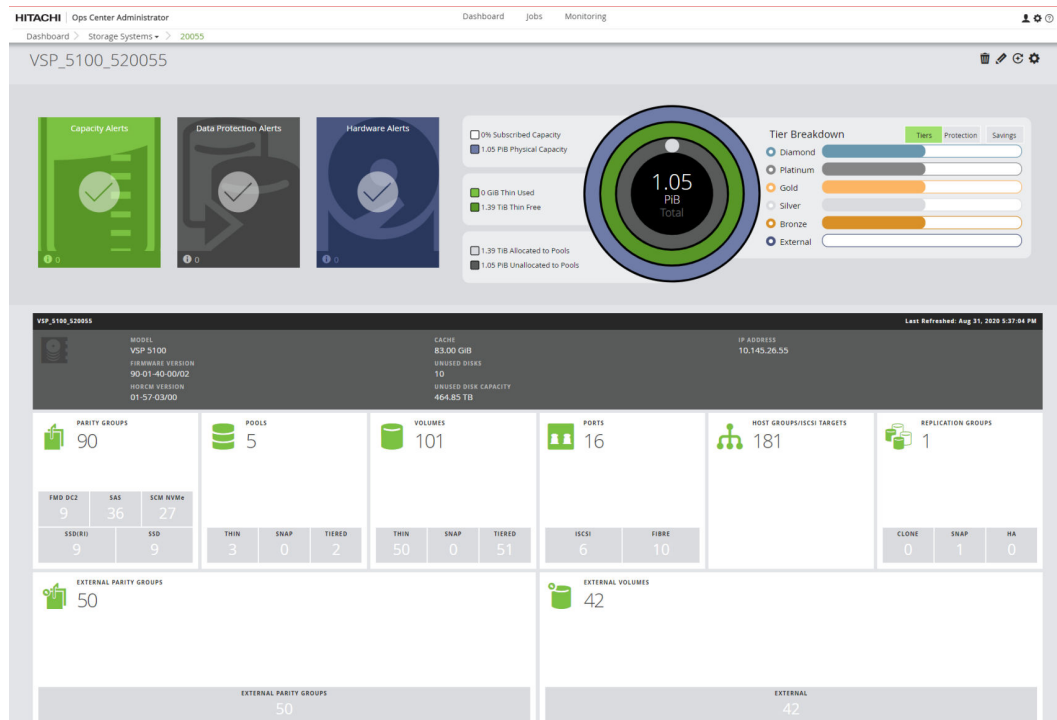 HITACHI Ops Center Administrator
Dashboard Jobs Monitoring
Dashboard > Storage Systems > 20055
VSP_5100_520055
Capacity Alerts
0
Data Protection Alerts
0
Hardware Alerts
0
0% Subscribed Capacity
1.05 PiB Physical Capacity
0 GiB Thin Used
1.39 TiB Thin Free
1.39 TiB Allocated to Pools
1.05 PiB Unallocated to Pools
1.05
PiB
Total
Tier Breakdown
Tiers Protection Savings
Diamond
Platinum
Gold
Silver
Bronze
External
VSP_5100_520055
Last Refreshed: Aug 31, 2020 5:37:04 PM
MODEL
VSP 5100
FIRMWARE VERSION
90-01-40-00/02
HORCM VERSION
01-57-03/00
CACHE
83.00 GiB
UNUSED DISKS
10
UNUSED DISK CAPACITY
464.85 TB
IP ADDRESS
10.145.26.55
PARITY GROUPS
90
FMD DC2 SAS SCM NVMe
9 36 27
SSD(RI) SSD
9 9
POOLS
5
THIN SNAP TIERED
3 0 2
VOLUMES
101
THIN SNAP TIERED
50 0 51
PORTS
16
ISCSI FIBRE
6 10
HOST GROUPS/ISCSI TARGETS
181
REPLICATION GROUPS
1
CLONE SNAP HA
0 1 0
EXTERNAL PARITY GROUPS
50
EXTERNAL PARITY GROUPS
50
EXTERNAL VOLUMES
42
EXTERNAL
42